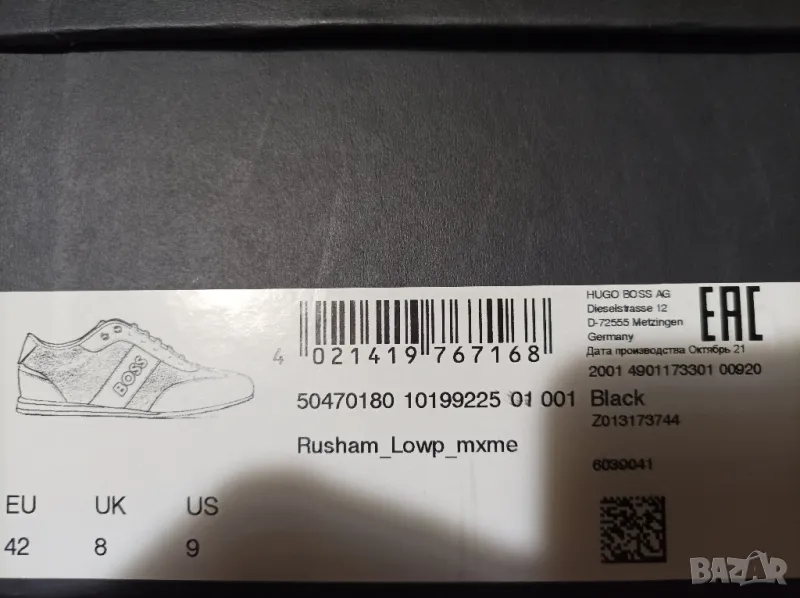 BOSS
4 021419 767168
50470180 10199225 01 001 Black
Rusham_Lowp_mxme
HUGO BOSS AG
Dieselstrasse 12
D-72555 Metzingen
Germany
EAC
Дата производства Октябрь 21
2001 4901173301 00920
Z013173744
6039041
EU UK US
42 8 9
BAZAR